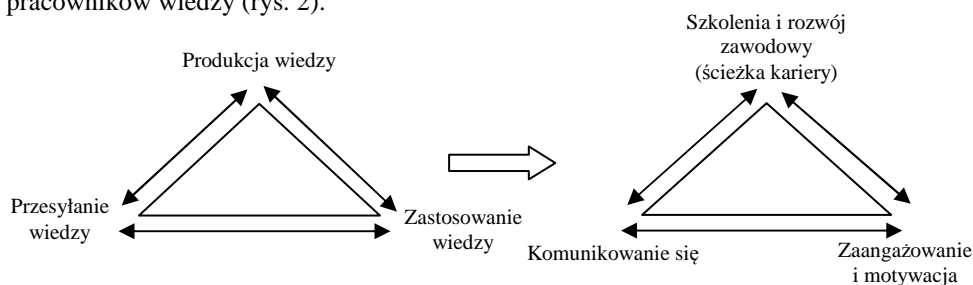 pracowników wiedzy (rys. 2).
Produkcja wiedzy
Przesyłanie
wiedzy
Zastosowanie
wiedzy
Szkolenia i rozwój
zawodowy
(ścieżka kariery)
Komunikowanie się
Zaangażowanie
i motywacja